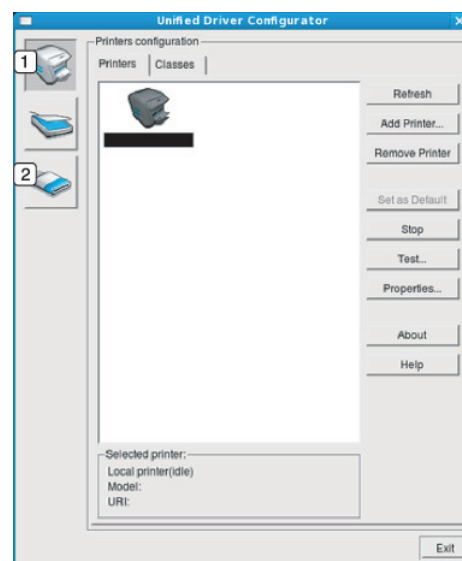 Unified Driver Configurator
1
2
Printers configuration
Printers
Classes
Refresh
Add Printer...
Remove Printer
Set as Default
Stop
Test...
Properties...
About
Help
Selected printer:
Local printer(idle)
Model:
URI:
Exit